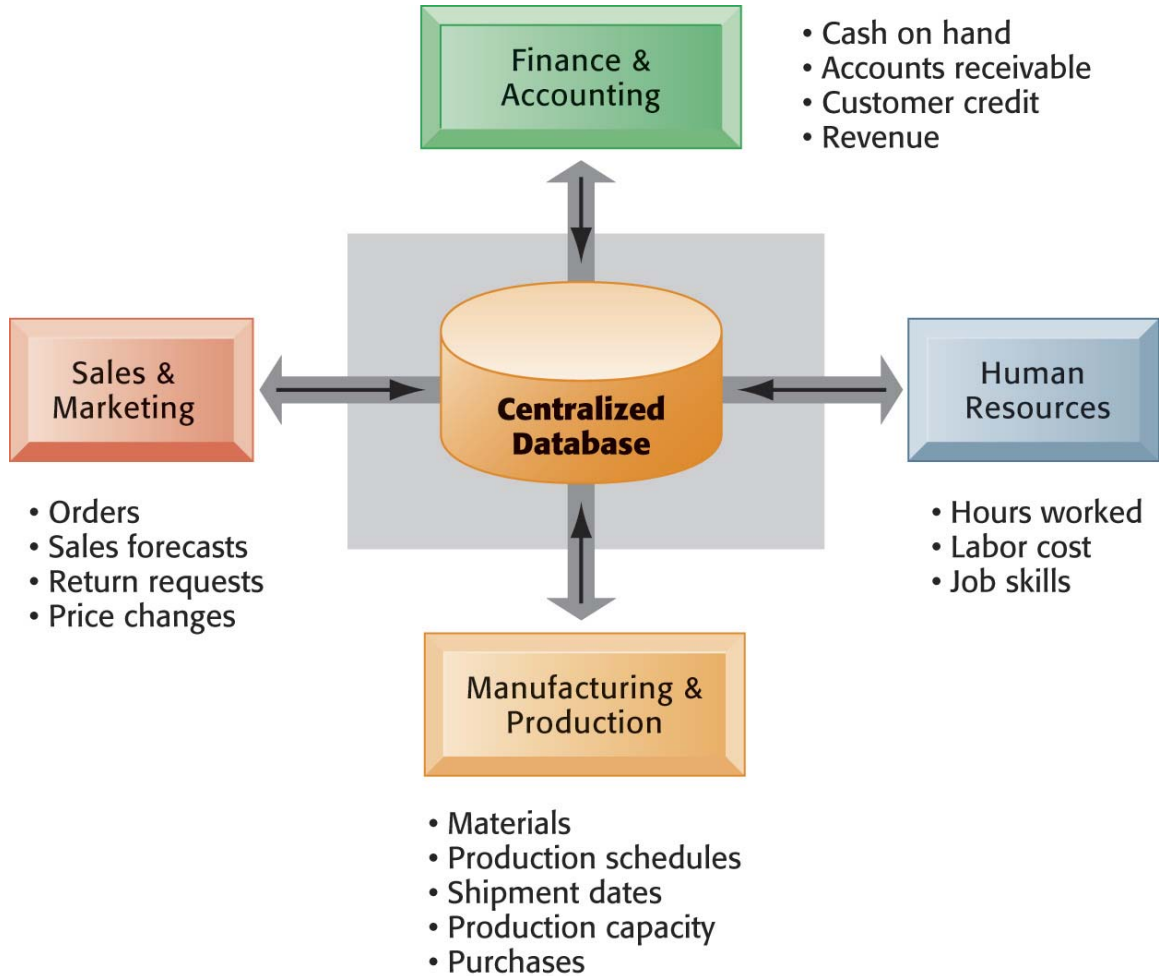 Finance &
Accounting
• Cash on hand
• Accounts receivable
• Customer credit
• Revenue
Sales &
Marketing
• Orders
• Sales forecasts
• Return requests
• Price changes
Centralized
Database
Human
Resources
• Hours worked
• Labor cost
• Job skills
Manufacturing &
Production
• Materials
• Production schedules
• Shipment dates
• Production capacity
• Purchases